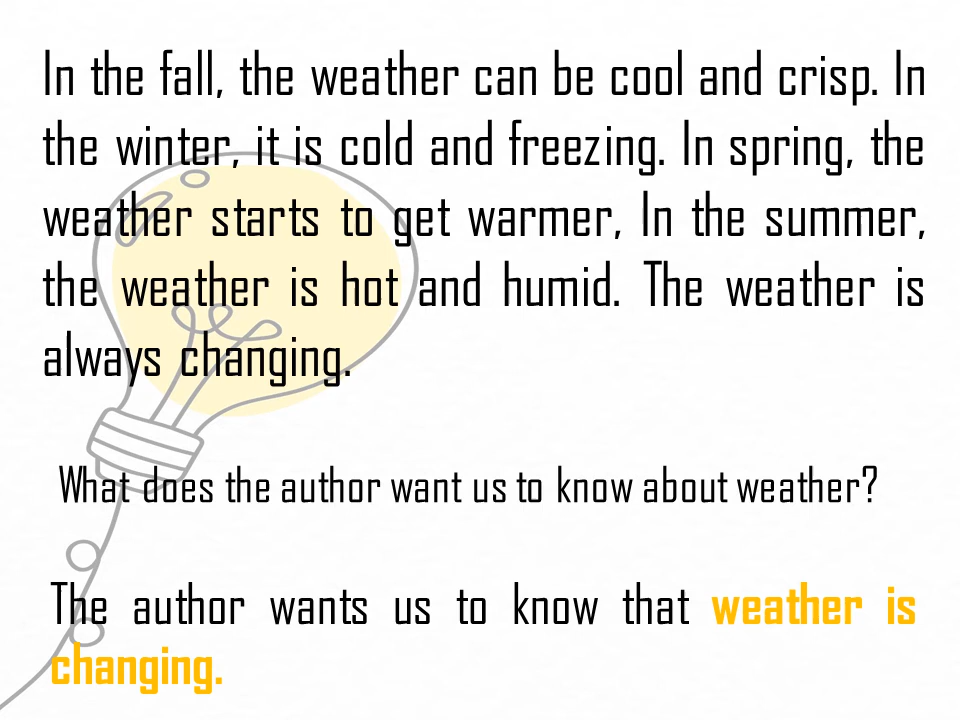 In the fall, the weather can be cool and crisp. In
the winter, it is cold and freezing. In spring, the
weather starts to get warmer, In the summer,
the weather is hot and humid. The weather is
always changing.
What does the author want us to know about weather?
The author wants us to know that weather is
changing.